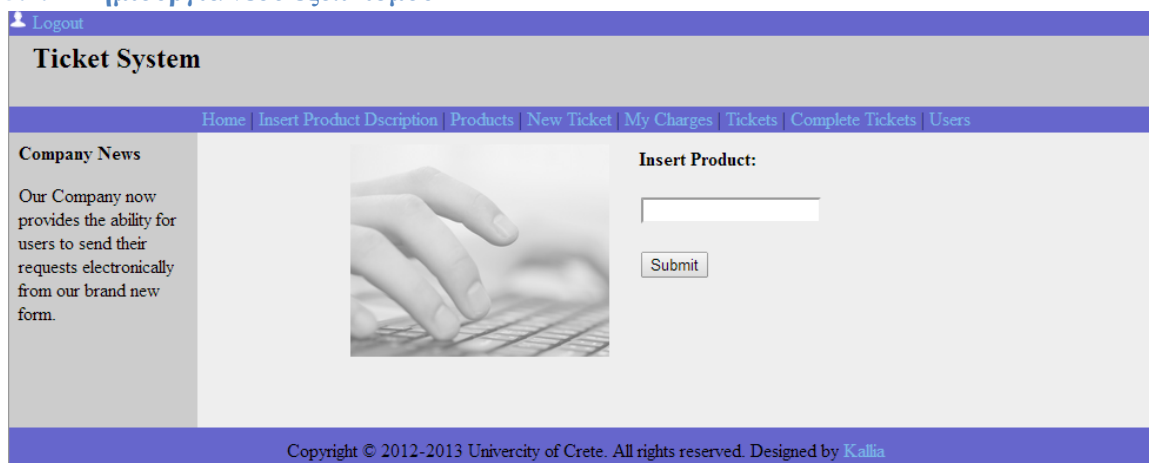 Logout
Ticket System
Home | Insert Product Dscription | Products | New Ticket | My Charges | Tickets | Complete Tickets | Users
Company News
Our Company now
provides the ability for
users to send their
requests electronically
from our brand new
form.
Insert Product:
Submit
Copyright © 2012-2013 Univercity of Crete. All rights reserved. Designed by Kallia